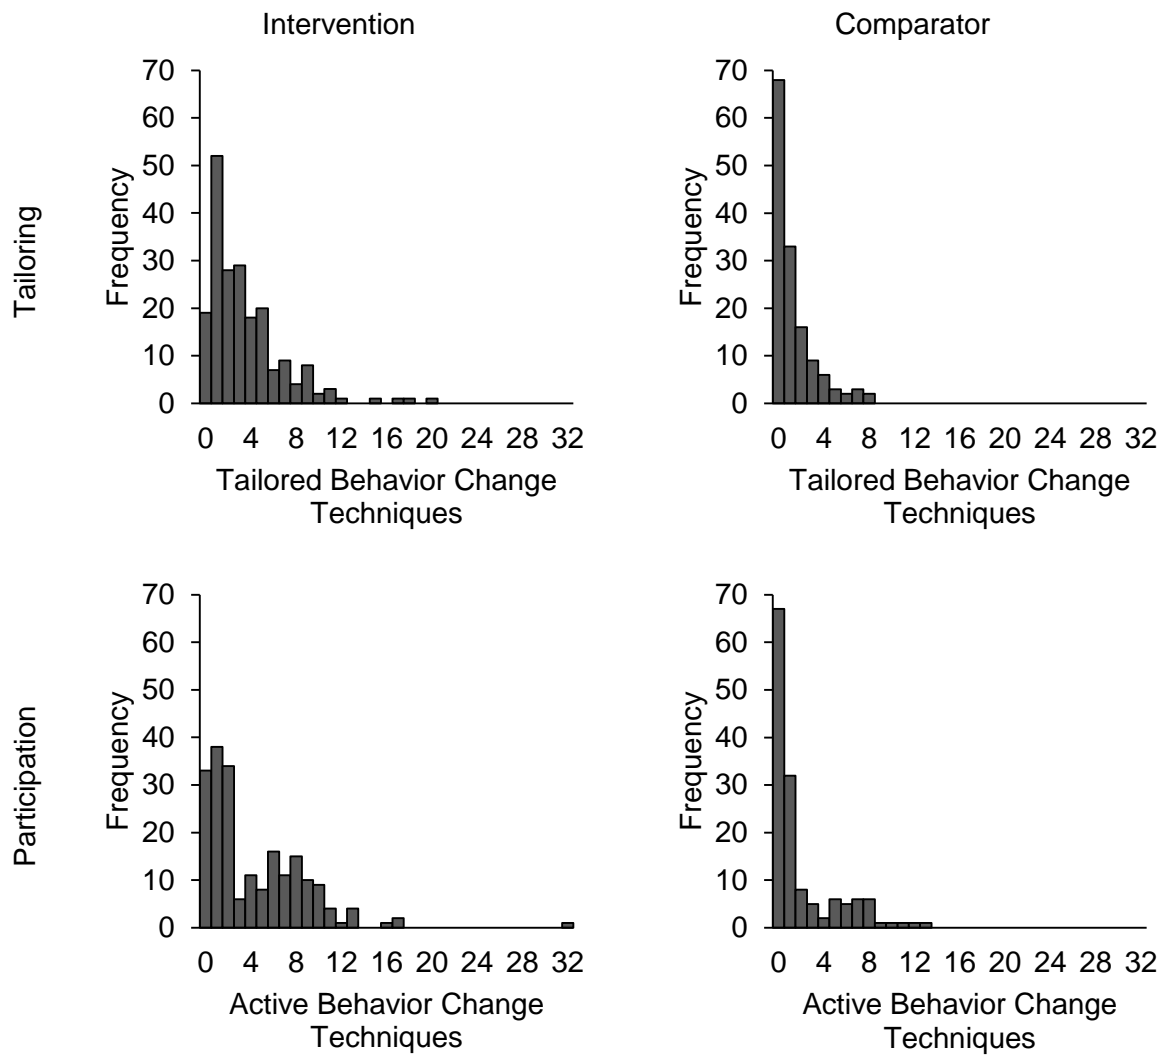 Intervention
Comparator
Tailoring
Frequency
70
60
50
40
30
20
10
0
0 4 8 12 16 20 24 28 32
Tailored Behavior Change
Techniques
Frequency
70
60
50
40
30
20
10
0
0 4 8 12 16 20 24 28 32
Tailored Behavior Change
Techniques
Participation
Frequency
70
60
50
40
30
20
10
0
0 4 8 12 16 20 24 28 32
Active Behavior Change
Techniques
Frequency
70
60
50
40
30
20
10
0
0 4 8 12 16 20 24 28 32
Active Behavior Change
Techniques